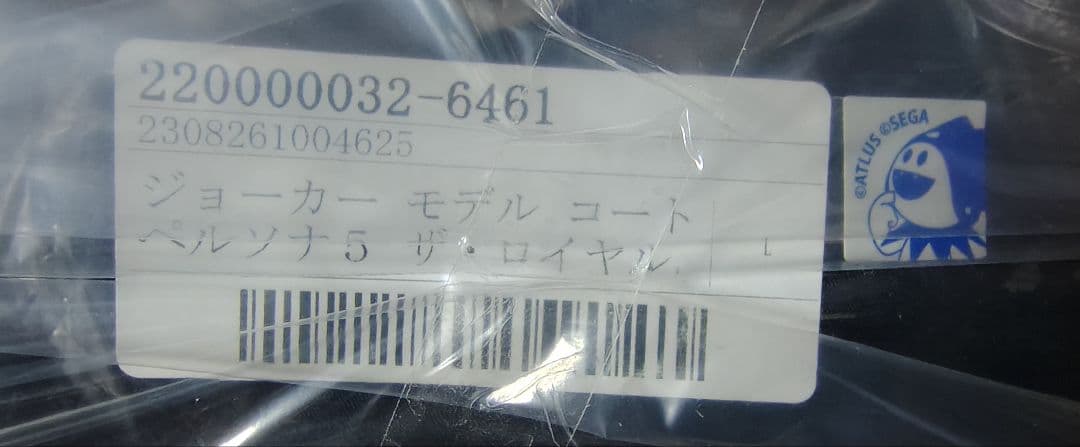 220000032-6461
2308261004625
ジョーカー モデル コート
ペルソナ5 ザ・ロイヤル
L
©ATLUS ©SEGA